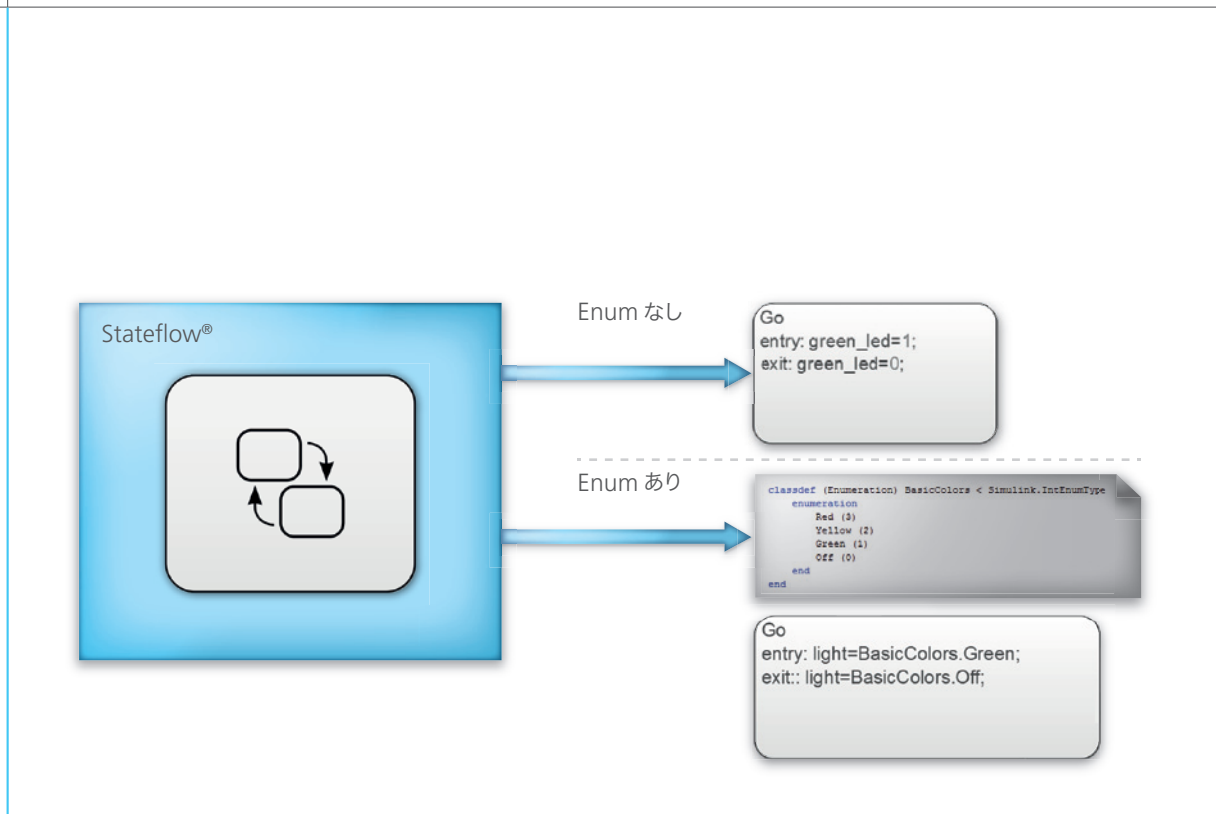 Stateflow®
Enum なし
Go
entry: green_led=1;
exit: green_led=0;
Enum あり
classdef (Enumeration) BasicColors < Simulink.IntEnumType
enumeration
Red (3)
Yellow (2)
Green (1)
Off (0)
end
end
Go
entry: light=BasicColors.Green;
exit:: light=BasicColors.Off;